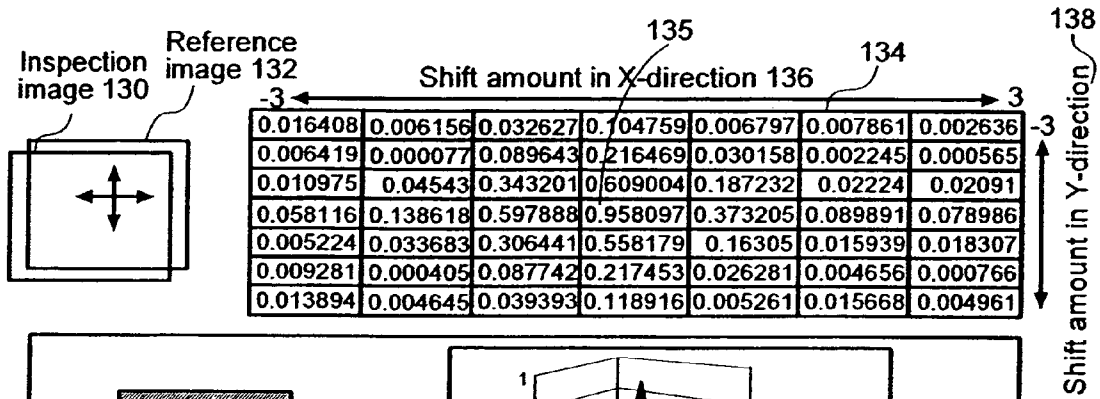 138
135
Reference
image 132
134
Inspection
image 130
Shift amount in X-direction 136
-3 3
0.016408 0.006156 0.032627 0.104759 0.006797 0.007861 0.002636 -3
0.006419 0.000077 0.089643 0.216469 0.030158 0.002245 0.000565
0.010975 0.04543 0.343201 0.609004 0.187232 0.02224 0.02091
0.058116 0.138618 0.597888 0.958097 0.373205 0.089891 0.078986
0.005224 0.033683 0.306441 0.558179 0.16305 0.015939 0.018307
0.009281 0.000405 0.087742 0.217453 0.026281 0.004656 0.000766
0.013894 0.004645 0.039393 0.118916 0.005261 0.015668 0.004961
Shift amount in Y-direction
1